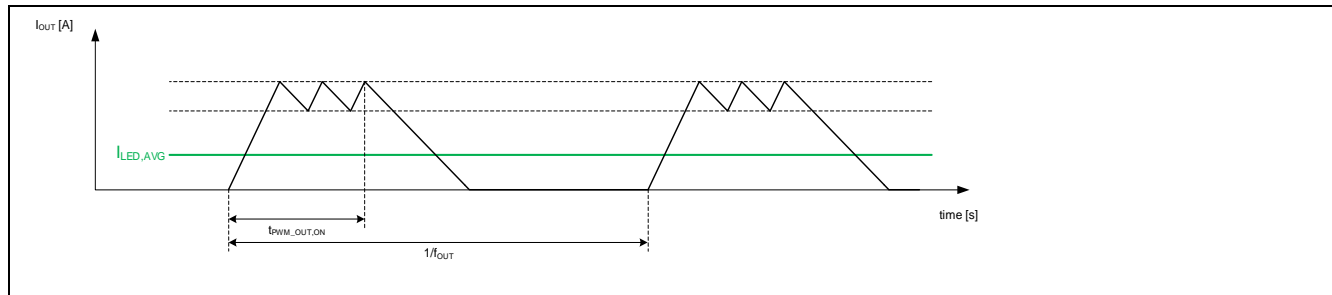 IOUT [A]
ILED,AVG
time [s]
tPWM_OUT,ON
1/fOUT